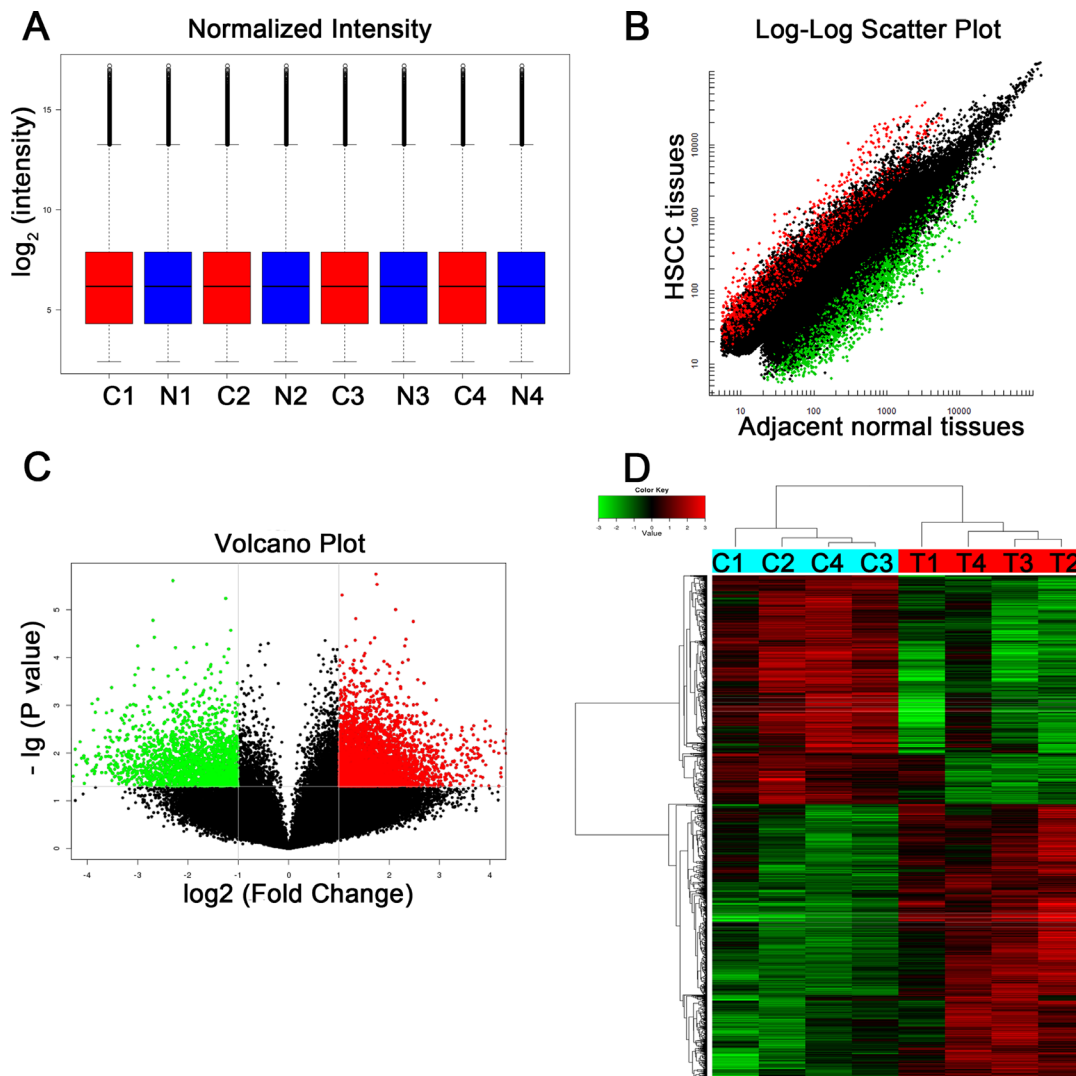 A
Normalized Intensity
log2 (intensity)
15
10
5
C1 N1 C2 N2 C3 N3 C4 N4
B
Log-Log Scatter Plot
HSCC tissues
10000
1000
100
10
10 100 1000 10000
Adjacent normal tissues
C
Volcano Plot
- lg (P value)
5
4
3
2
1
0
-4 -3 -2 -1 0 1 2 3 4
log2 (Fold Change)
D
Color Key
-3 -2 -1 0 1 2 3
Value
C1 C2 C4 C3 T1 T4 T3 T2